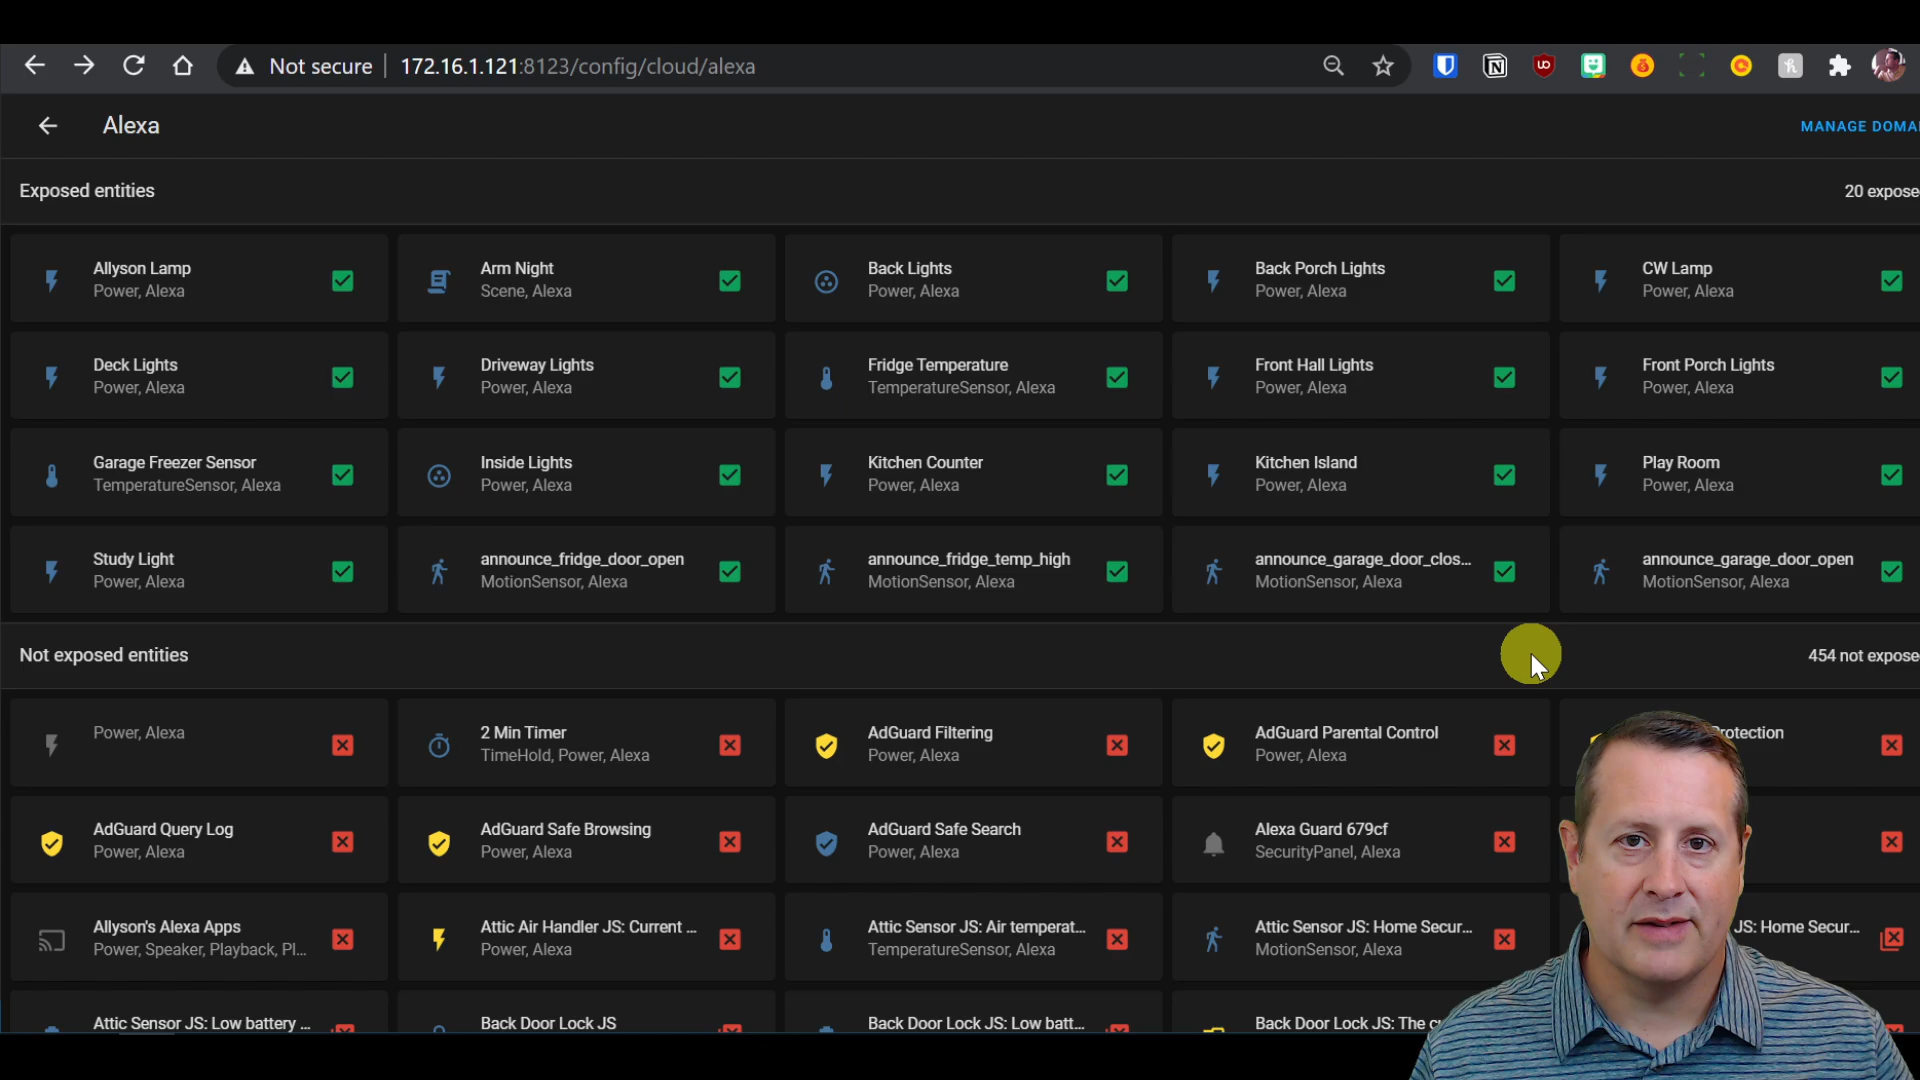 Not secure 172.16.1.121:8123/config/cloud/alexa
Alexa
MANAGE DOMAI
Exposed entities
20 expose
Allyson Lamp
Power, Alexa
Arm Night
Scene, Alexa
Back Lights
Power, Alexa
Back Porch Lights
Power, Alexa
CW Lamp
Power, Alexa
Deck Lights
Power, Alexa
Driveway Lights
Power, Alexa
Fridge Temperature
TemperatureSensor, Alexa
Front Hall Lights
Power, Alexa
Front Porch Lights
Power, Alexa
Garage Freezer Sensor
TemperatureSensor, Alexa
Inside Lights
Power, Alexa
Kitchen Counter
Power, Alexa
Kitchen Island
Power, Alexa
Play Room
Power, Alexa
Study Light
Power, Alexa
announce_fridge_door_open
MotionSensor, Alexa
announce_fridge_temp_high
MotionSensor, Alexa
announce_garage_door_clos...
MotionSensor, Alexa
announce_garage_door_open
MotionSensor, Alexa
Not exposed entities
454 not expose
Power, Alexa
2 Min Timer
TimeHold, Power, Alexa
AdGuard Filtering
Power, Alexa
AdGuard Parental Control
Power, Alexa
Protection
AdGuard Query Log
Power, Alexa
AdGuard Safe Browsing
Power, Alexa
AdGuard Safe Search
Power, Alexa
Alexa Guard 679cf
SecurityPanel, Alexa
Allyson's Alexa Apps
Power, Speaker, Playback, Pl...
Attic Air Handler JS: Current ...
Power, Alexa
Attic Sensor JS: Air temperat...
TemperatureSensor, Alexa
Attic Sensor JS: Home Secur...
MotionSensor, Alexa
JS: Home Secur...
Attic Sensor JS: Low battery ...
Back Door Lock JS
Back Door Lock JS: Low batt...
Back Door Lock JS: The cu